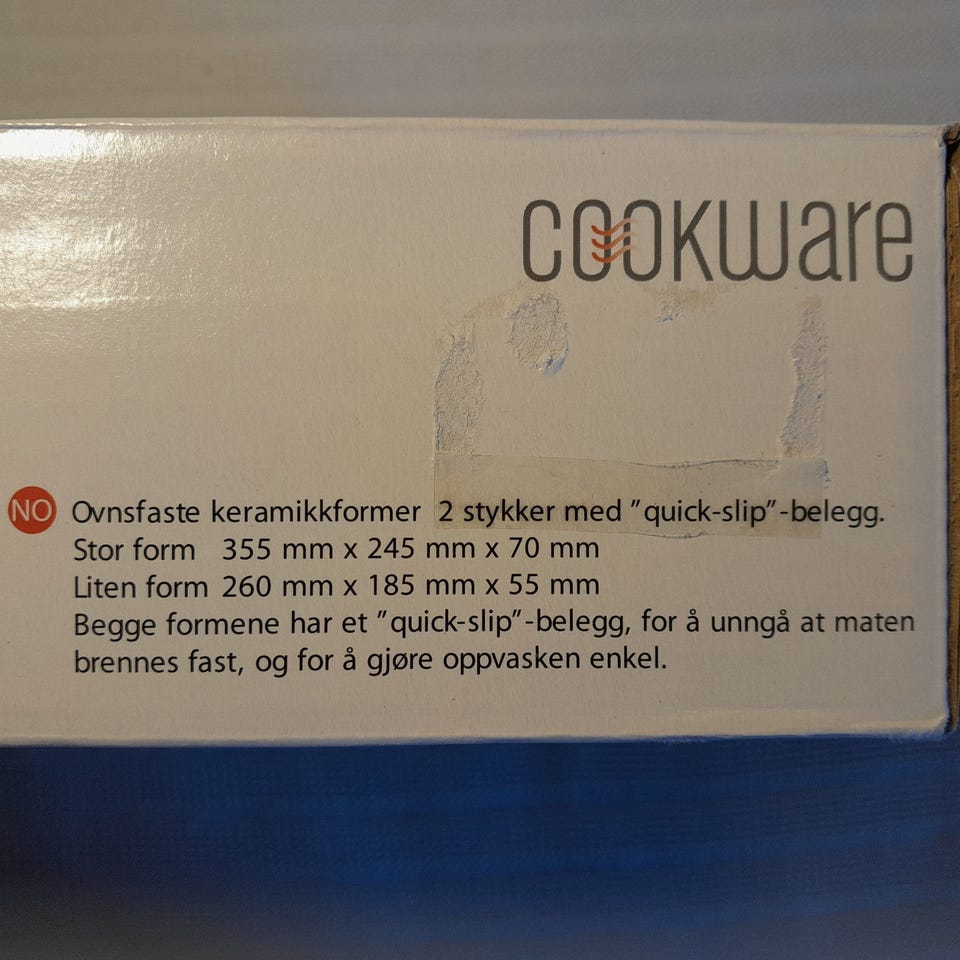 COOKWARE
NO Ovnsfaste keramikkformer 2 stykker med ”quick-slip”-belegg.
Stor form 355 mm x 245 mm x 70 mm
Liten form 260 mm x 185 mm x 55 mm
Begge formene har et ”quick-slip”-belegg, for å unngå at maten
brennes fast, og for å gjøre oppvasken enkel.